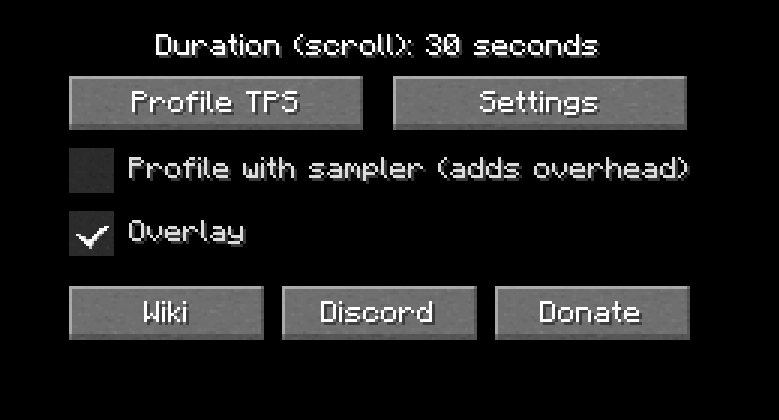 Duration (scroll): 30 seconds
Profile TPS Settings
Profile with sampler (adds overhead)
Overlay
Wiki Discord Donate